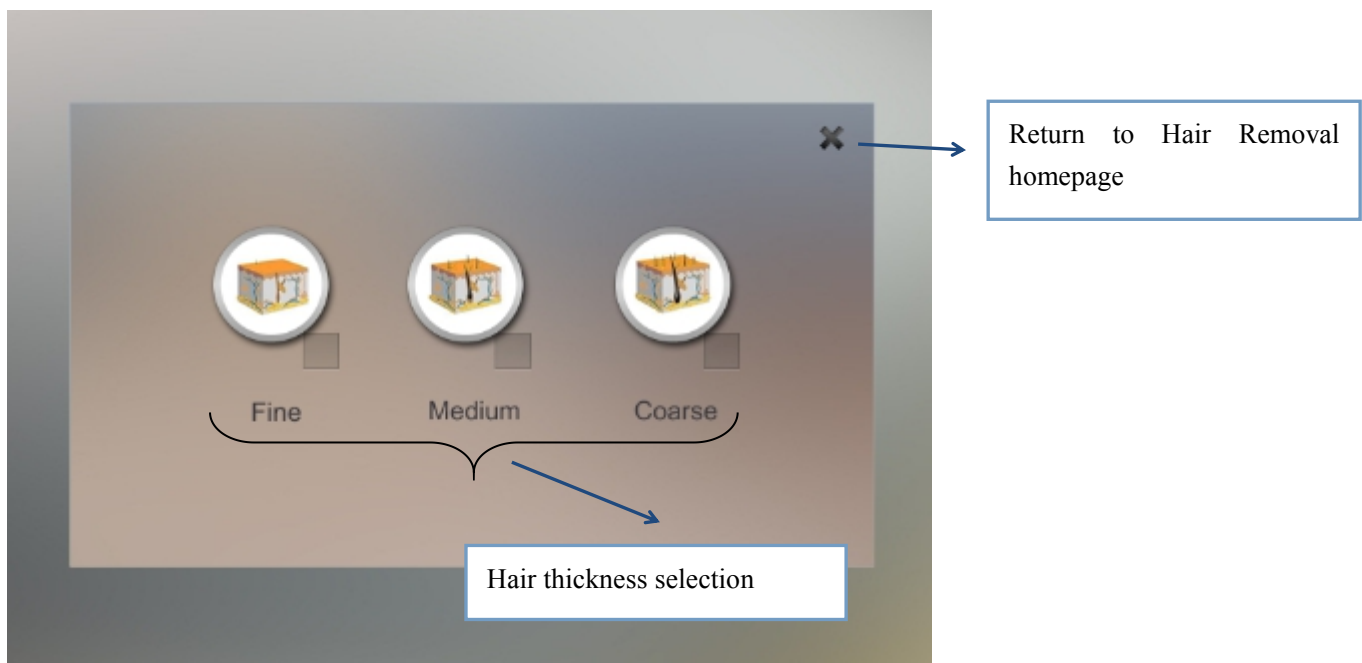 Return to Hair Removal
homepage
Fine Medium Coarse
Hair thickness selection